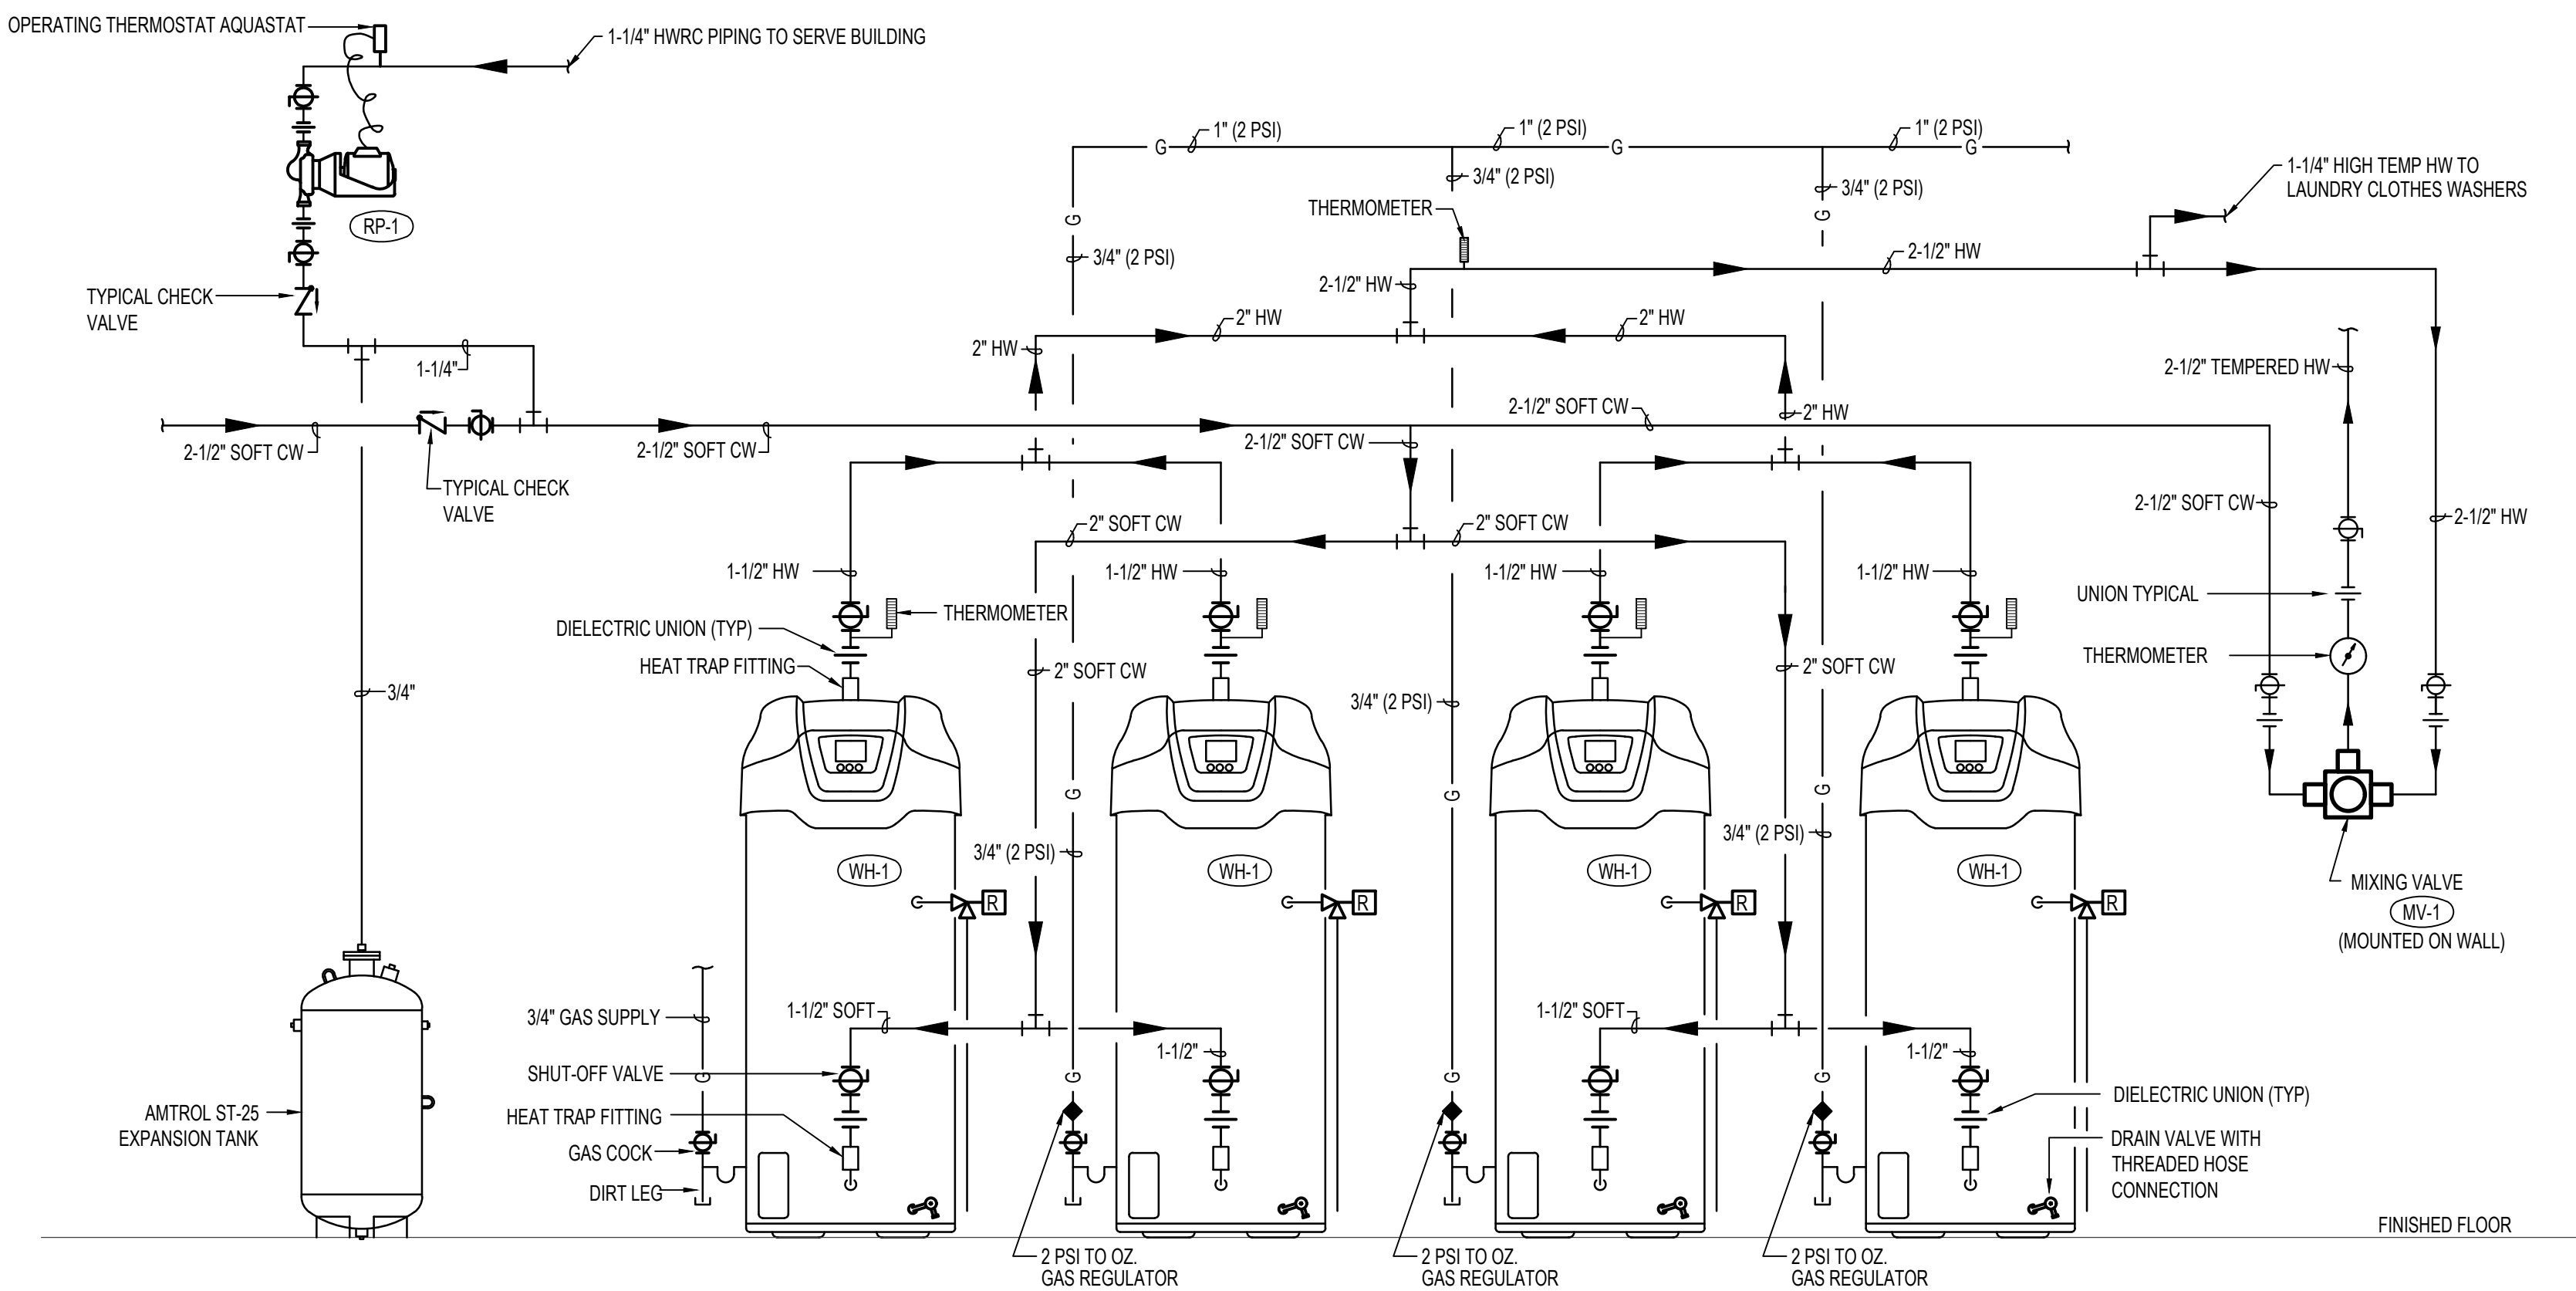 OPERATING THERMOSTAT AQUASTAT
1-1/4" HWRC PIPING TO SERVE BUILDING
RP-1
TYPICAL CHECK
VALVE
1-1/4"
2-1/2" SOFT CW
TYPICAL CHECK
VALVE
2-1/2" SOFT CW
3/4"
AMTROL ST-25
EXPANSION TANK
G
1" (2 PSI)
1" (2 PSI)
G
1" (2 PSI)
G
3/4" (2 PSI)
3/4" (2 PSI)
G
G
3/4" (2 PSI)
THERMOMETER
1-1/4" HIGH TEMP HW TO
LAUNDRY CLOTHES WASHERS
2-1/2" HW
2-1/2" HW
2" HW
2" HW
2" HW
2" HW
2-1/2" SOFT CW
2-1/2" SOFT CW
2-1/2" TEMPERED HW
2-1/2" SOFT CW
2-1/2" HW
2" SOFT CW
2" SOFT CW
1-1/2" HW
1-1/2" HW
1-1/2" HW
1-1/2" HW
THERMOMETER
DIELECTRIC UNION (TYP)
HEAT TRAP FITTING
2" SOFT CW
2" SOFT CW
3/4" (2 PSI)
UNION TYPICAL
THERMOMETER
G
G
G
3/4" (2 PSI)
3/4" (2 PSI)
WH-1
WH-1
WH-1
WH-1
R
R
R
R
MIXING VALVE
MV-1
(MOUNTED ON WALL)
3/4" GAS SUPPLY
1-1/2" SOFT
1-1/2"
1-1/2" SOFT
1-1/2"
G
G
G
G
SHUT-OFF VALVE
HEAT TRAP FITTING
GAS COCK
DIRT LEG
DIELECTRIC UNION (TYP)
DRAIN VALVE WITH
THREADED HOSE
CONNECTION
2 PSI TO OZ.
GAS REGULATOR
2 PSI TO OZ.
GAS REGULATOR
2 PSI TO OZ.
GAS REGULATOR
FINISHED FLOOR